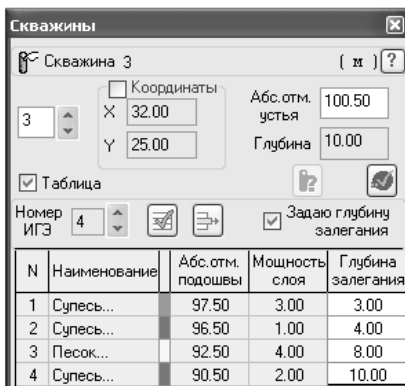 Скважины
Скважина 3 ( м ) ?
Координаты
3 X 32.00 Абс.отм. устья 100.50
Y 25.00 Глубина 10.00
Таблица
Номер ИГЭ 4 Задаю глубину залегания
N Наименование Абс.отм. подошвы Мощность слоя Глубина залегания
1 Супесь... 97.50 3.00 3.00
2 Супесь... 96.50 1.00 4.00
3 Песок... 92.50 4.00 8.00
4 Супесь... 90.50 2.00 10.00